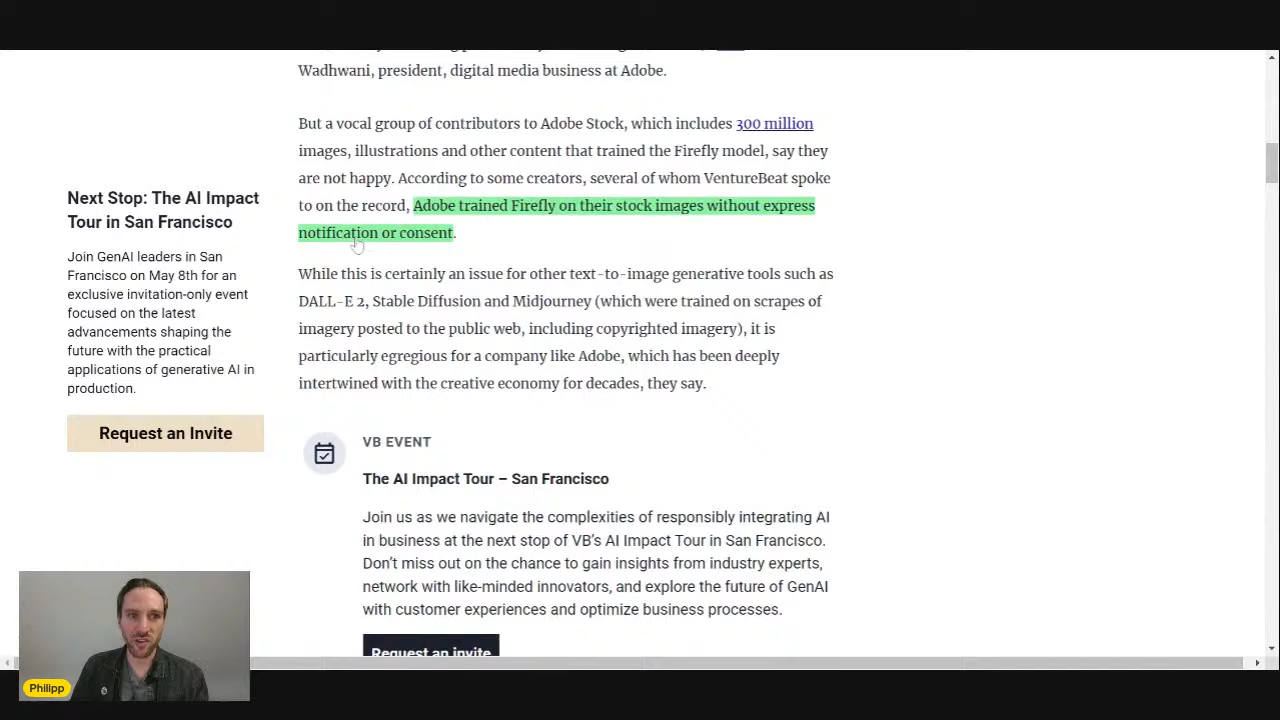 Wadhwani, president, digital media business at Adobe.
But a vocal group of contributors to Adobe Stock, which includes 300 million
images, illustrations and other content that trained the Firefly model, say they
are not happy. According to some creators, several of whom VentureBeat spoke
to on the record, Adobe trained Firefly on their stock images without express
notification or consent.
While this is certainly an issue for other text-to-image generative tools such as
DALL-E 2, Stable Diffusion and Midjourney (which were trained on scrapes of
imagery posted to the public web, including copyrighted imagery), it is
particularly egregious for a company like Adobe, which has been deeply
intertwined with the creative economy for decades, they say.
Next Stop: The AI Impact
Tour in San Francisco
Join GenAI leaders in San
Francisco on May 8th for an
exclusive invitation-only event
focused on the latest
advancements shaping the
future with the practical
applications of generative AI in
production.
Request an Invite
VB EVENT
The AI Impact Tour – San Francisco
Join us as we navigate the complexities of responsibly integrating AI
in business at the next stop of VB's AI Impact Tour in San Francisco.
Don't miss out on the chance to gain insights from industry experts,
network with like-minded innovators, and explore the future of GenAI
with customer experiences and optimize business processes.
Request an invite
Philipp